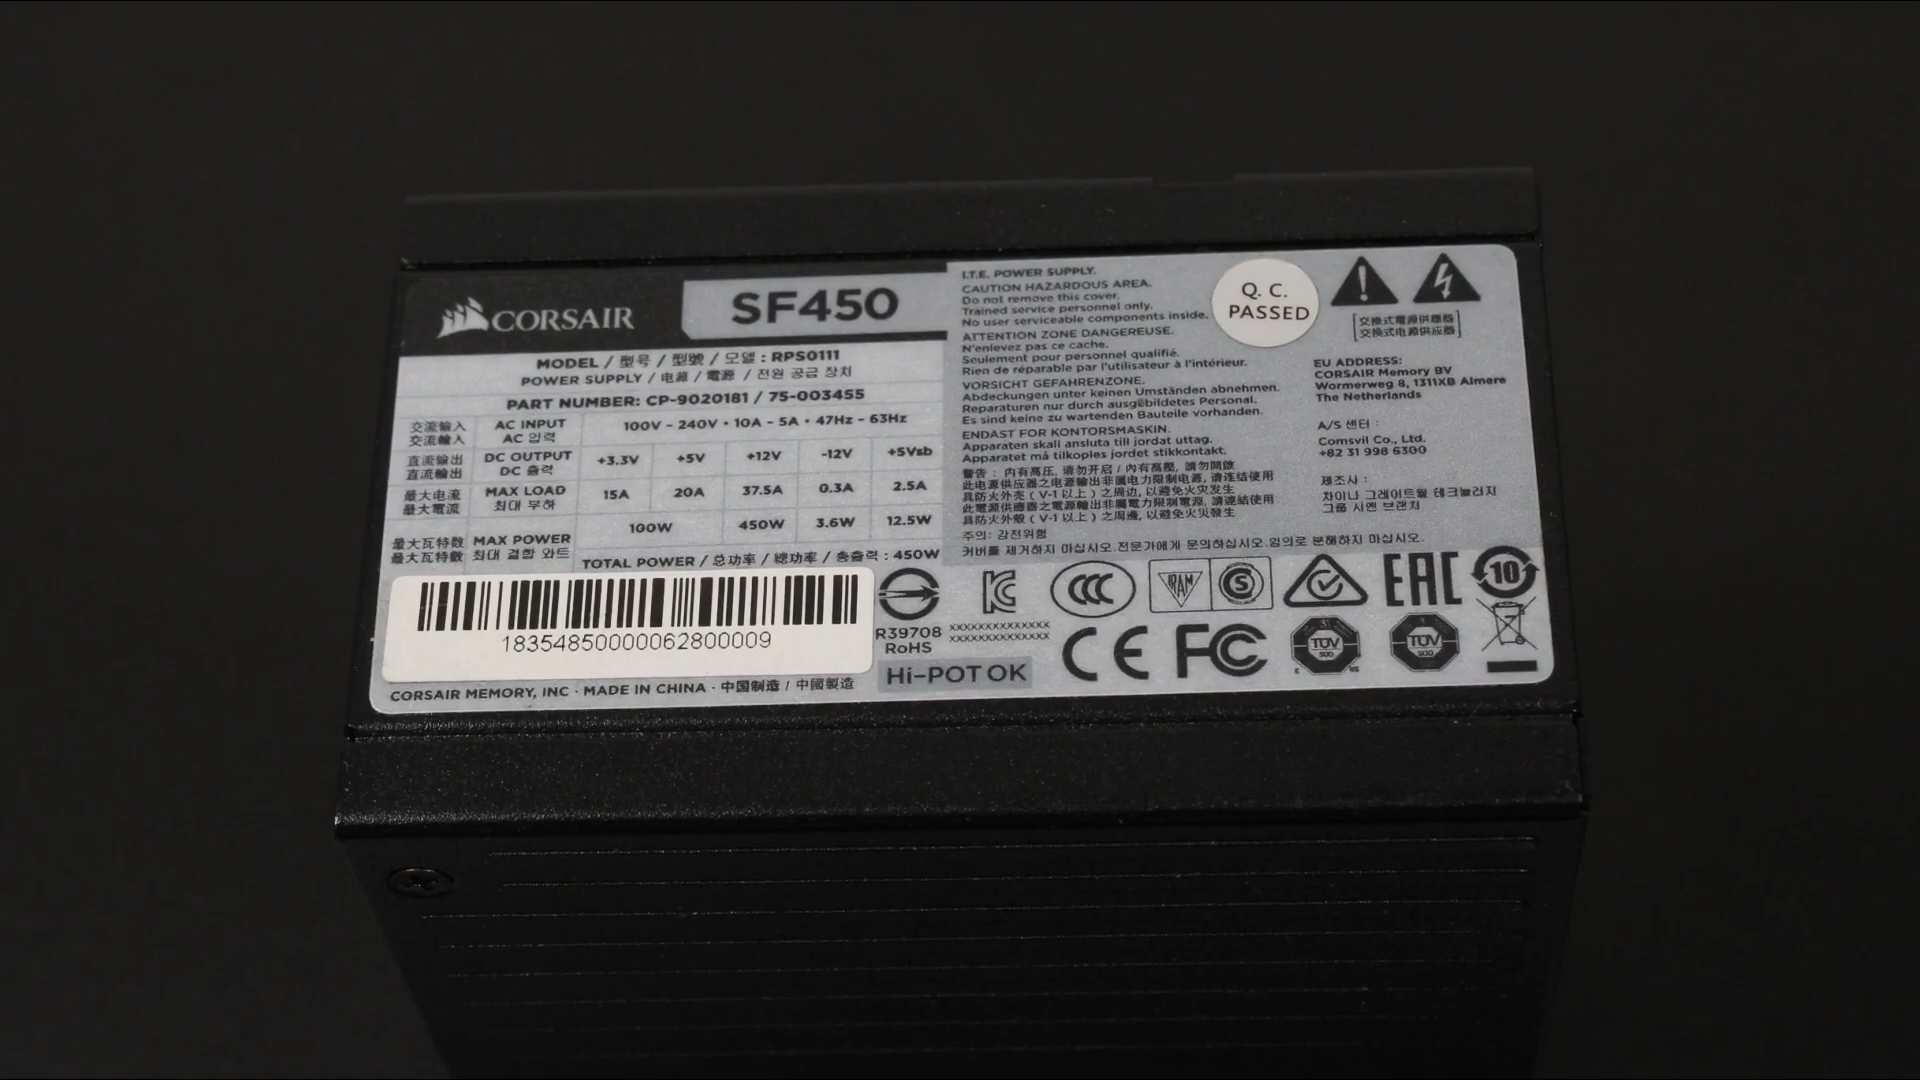 CORSAIR
SF450
MODEL / 型号 / 型號 / 모델 : RPS0111
POWER SUPPLY / 电源 / 電源 / 전원 공급 장치
PART NUMBER: CP-9020181 / 75-003455
交流输入 AC INPUT 100V - 240V · 10A - 5A · 47Hz - 63Hz
交流輸入 AC 입력
直流输出 DC OUTPUT +3.3V +5V +12V -12V +5Vsb
直流輸出 DC 출력
最大电流 MAX LOAD 15A 20A 37.5A 0.3A 2.5A
最大電流 최대 부하
最大瓦特数 MAX POWER 100W 450W 3.6W 12.5W
最大瓦特數 최대 결합 와트
TOTAL POWER / 总功率 / 總功率 / 총출력 : 450W
18354850000062800009
CORSAIR MEMORY, INC · MADE IN CHINA · 中国制造 / 中國製造
I.T.E. POWER SUPPLY.
CAUTION HAZARDOUS AREA.
Do not remove this cover.
Trained service personnel only.
No user serviceable components inside.
ATTENTION ZONE DANGEREUSE.
N'enlevez pas ce cache.
Seulement pour personnel qualifié.
Rien de réparable par l'utilisateur à l'intérieur.
VORSICHT GEFAHRENZONE.
Abdeckungen unter keinen Umständen abnehmen.
Reparaturen nur durch ausgebildetes Personal.
Es sind keine zu wartenden Bauteile vorhanden.
ENDAST FOR KONTORSMASKIN.
Apparaten skall ansluta till jordat uttag.
Apparatet må tilkoples jordet stikkontakt.
警告 : 内有高压, 请勿开启 / 內有高壓, 請勿開啟
此电源供应器之电源输出非属电力限制电源, 请连结使用
具防火外壳 ( V-1 以上 ) 之周边, 以避免火灾发生
此電源供應器之電源輸出非屬電力限制電源, 請連結使用
具防火外殼 ( V-1 以上 ) 之周邊, 以避免火災發生
주의: 감전위험
커버를 제거하지 마십시오.전문가에게 문의하십시오.임의로 분해하지 마십시오.
Q. C.
PASSED
交換式電源供應器
交换式电源供应器
EU ADDRESS:
CORSAIR Memory BV
Wormerweg 8, 1311XB Almere
The Netherlands
A/S 센터 :
Comsvil Co., Ltd.
+82 31 998 6300
제조사 :
차이나 그레이트월 테크놀러지
그룹 시엔 브랜치
R39708
RoHS
XXXXXXXXXXXXXXX
XXXXXXXXXXXXXXX
Hi-POT OK
CCC
IRAM
S
EAC
10
CE
FC
TÜV
SÜD
C US
TÜV
SÜD